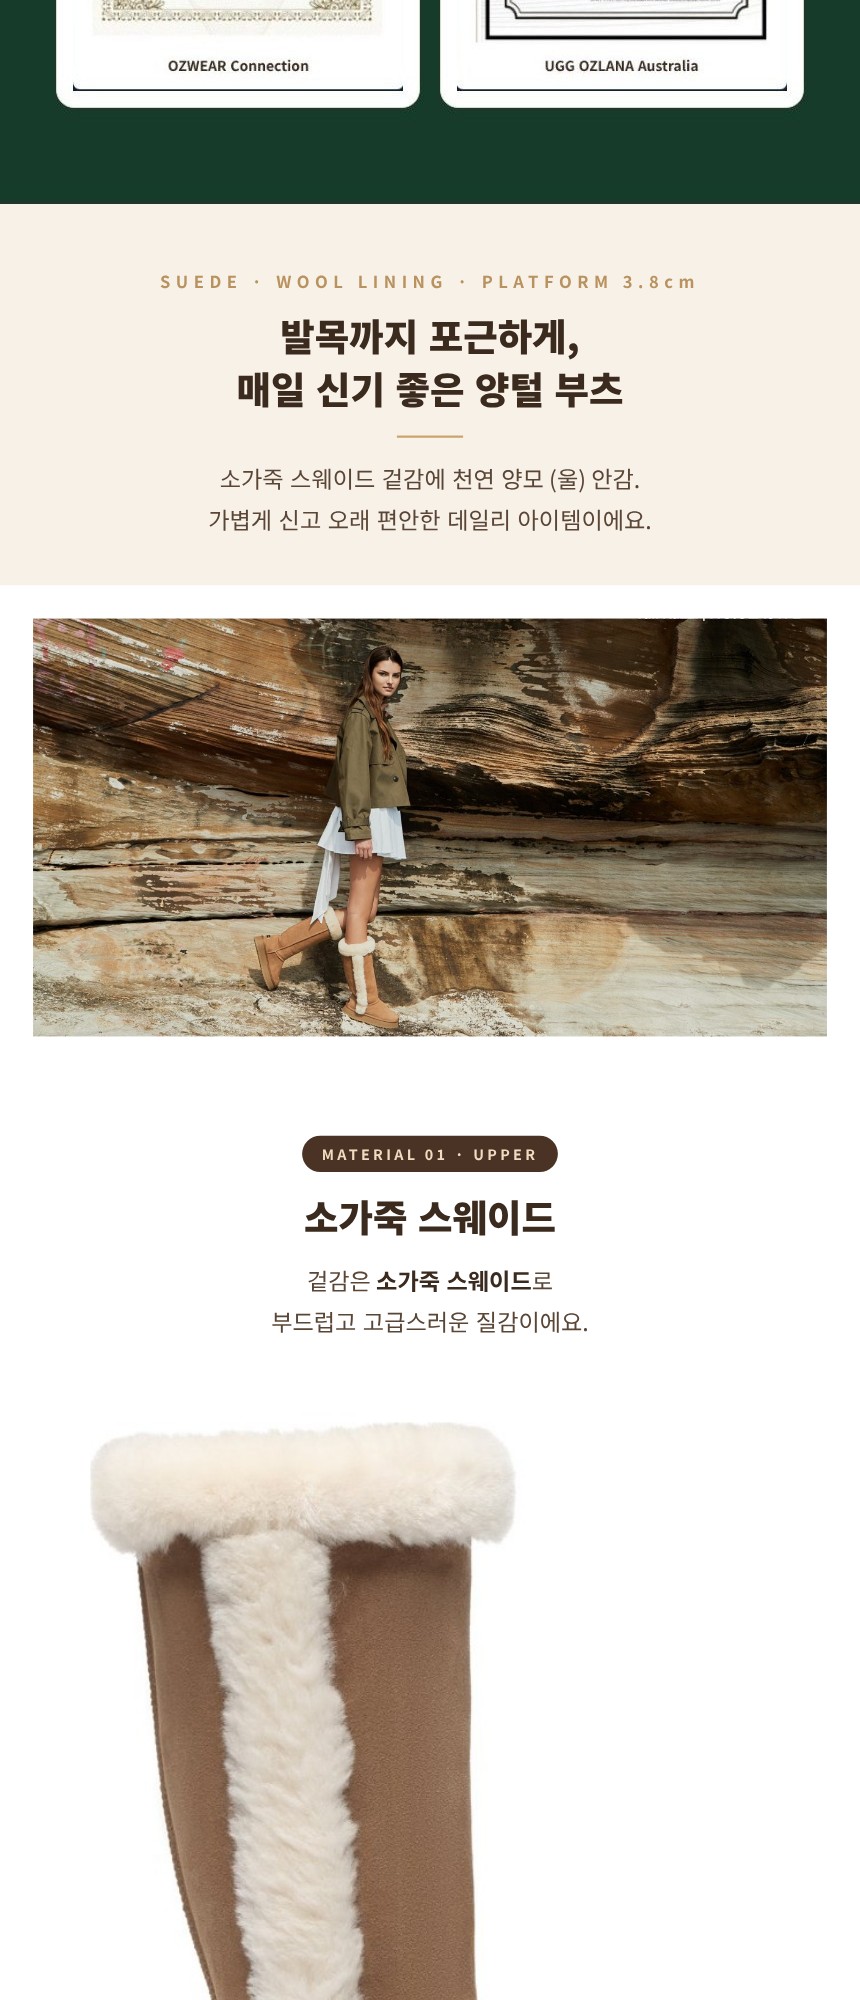 OZWEAR Connection
UGG OZLANA Australia
SUEDE · WOOL LINING · PLATFORM 3.8cm
발목까지 포근하게,
매일 신기 좋은 양털 부츠
소가죽 스웨이드 겉감에 천연 양모 (울) 안감.
가볍게 신고 오래 편안한 데일리 아이템이에요.
MATERIAL 01 · UPPER
소가죽 스웨이드
겉감은 소가죽 스웨이드로
부드럽고 고급스러운 질감이에요.